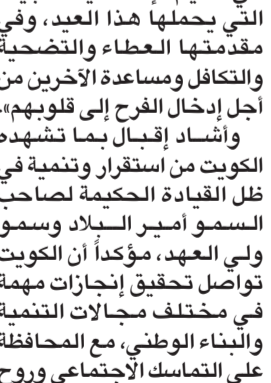 التي يحملها هذا العيد، وفي
مقدمتها العطاء والتضحية
والتكافل ومساعدة الآخرين من
أجل إدخال الفرح إلى قلوبهم».
وأشاد إقبال بما تشهده
الكويت من استقرار وتنمية في
ظل القيادة الحكيمة لصاحب
السمو أمير البلاد وسمو
ولي العهد، مؤكداً أن الكويت
تواصل تحقيق إنجازات مهمة
في مختلف مجالات التنمية
والبناء الوطني، مع المحافظة
على التماسك الاجتماعي وروح